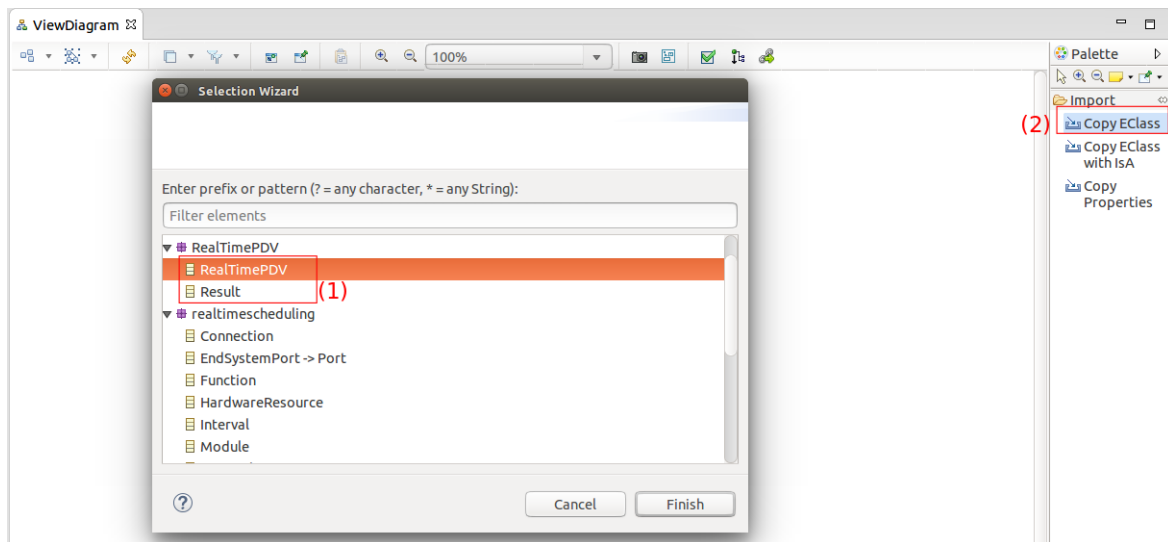 ViewDiagram
100%
Palette
Selection Wizard
Import
(2)
Copy EClass
Copy EClass
with IsA
Enter prefix or pattern (? = any character, * = any String):
Copy
Properties
Filter elements
RealTimePDV
RealTimePDV
Result
(1)
realtimescheduling
Connection
EndSystemPort -> Port
Function
HardwareResource
Interval
Module
?
Cancel
Finish